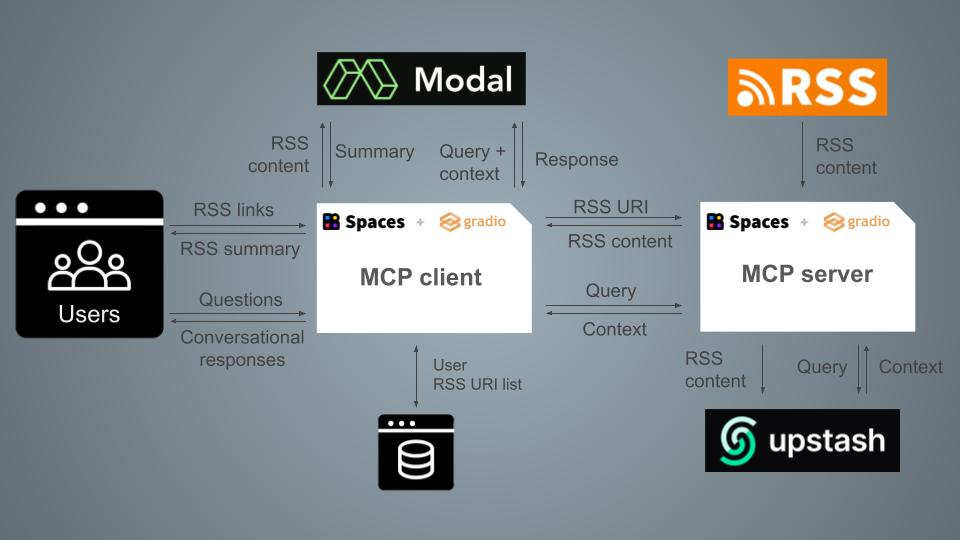 Modal
RSS
RSS
content
Summary
Query +
context
Response
RSS
content
Users
RSS links
RSS summary
Questions
Conversational
responses
Spaces + gradio
MCP client
RSS URI
RSS content
Query
Context
Spaces + gradio
MCP server
User
RSS URI list
RSS
content
Query
Context
upstash